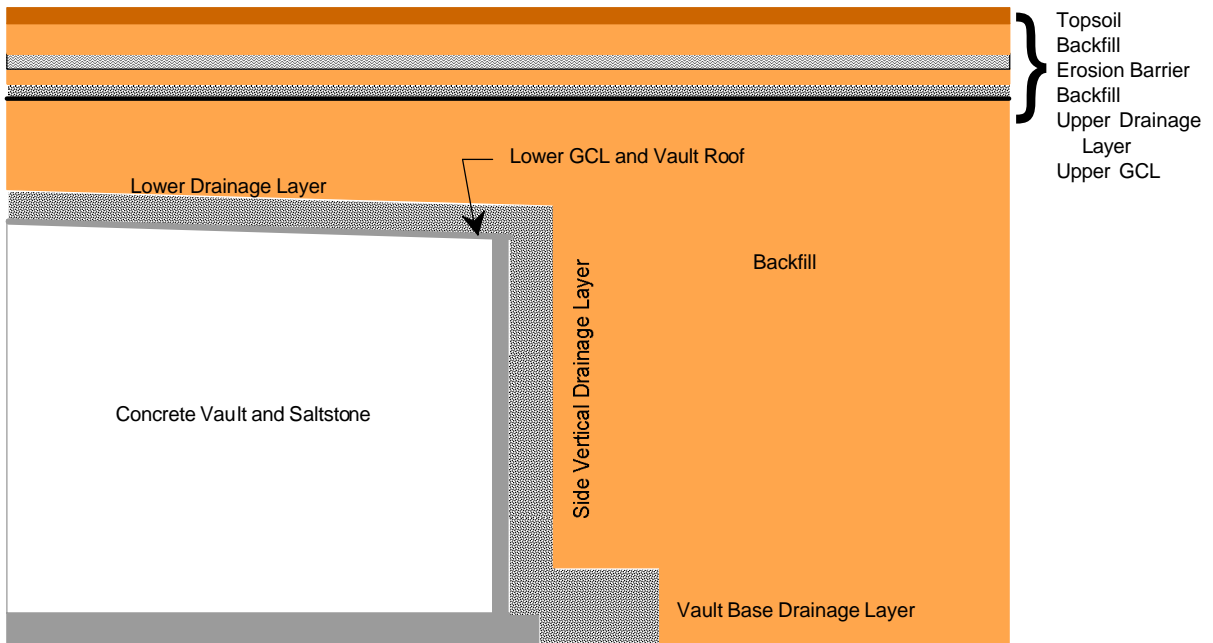 Topsoil
Backfill
Erosion Barrier
Backfill
Upper Drainage
Layer
Upper GCL
Lower GCL and Vault Roof
Lower Drainage Layer
Side Vertical Drainage Layer
Backfill
Concrete Vault and Saltstone
Vault Base Drainage Layer